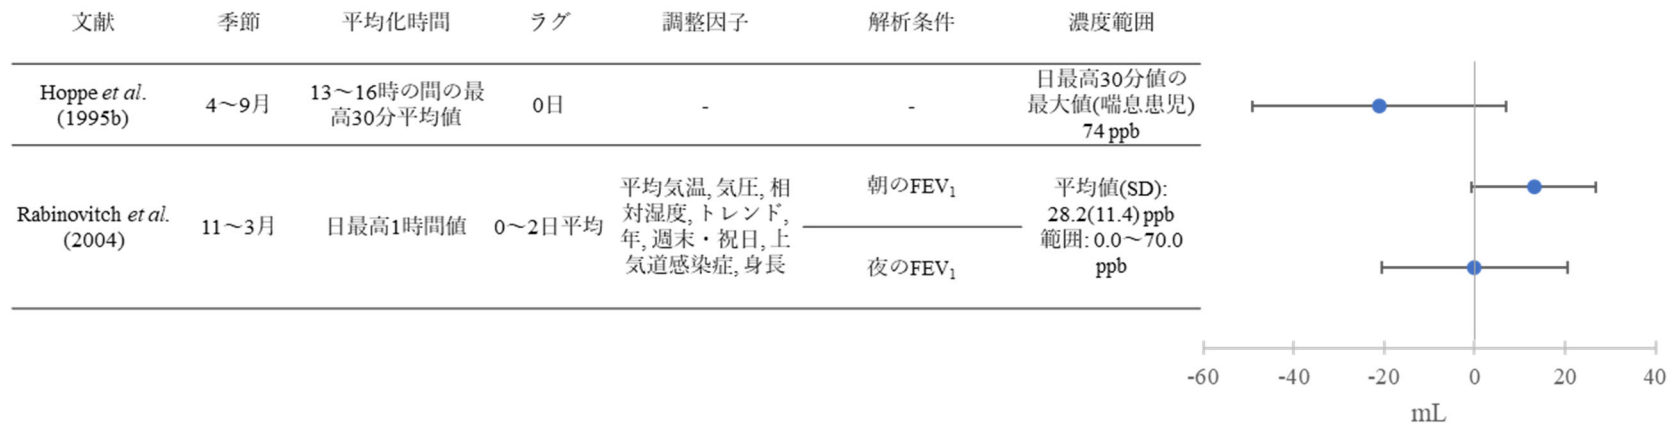 文献 季節 平均化時間 ラグ 調整因子 解析条件 濃度範囲
Hoppe et al.
(1995b)
4～9月
13～16時の間の最
高30分平均値
0日
-
-
日最高30分値の
最大値(喘息患児)
74 ppb
Rabinovitch et al.
(2004)
11～3月
日最高1時間値
0～2日平均
平均気温, 気圧, 相
対湿度, トレンド,
年, 週末・祝日, 上
気道感染症, 身長
朝のFEV₁
夜のFEV₁
平均値(SD):
28.2(11.4) ppb
範囲: 0.0～70.0
ppb
-60 -40 -20 0 20 40
mL